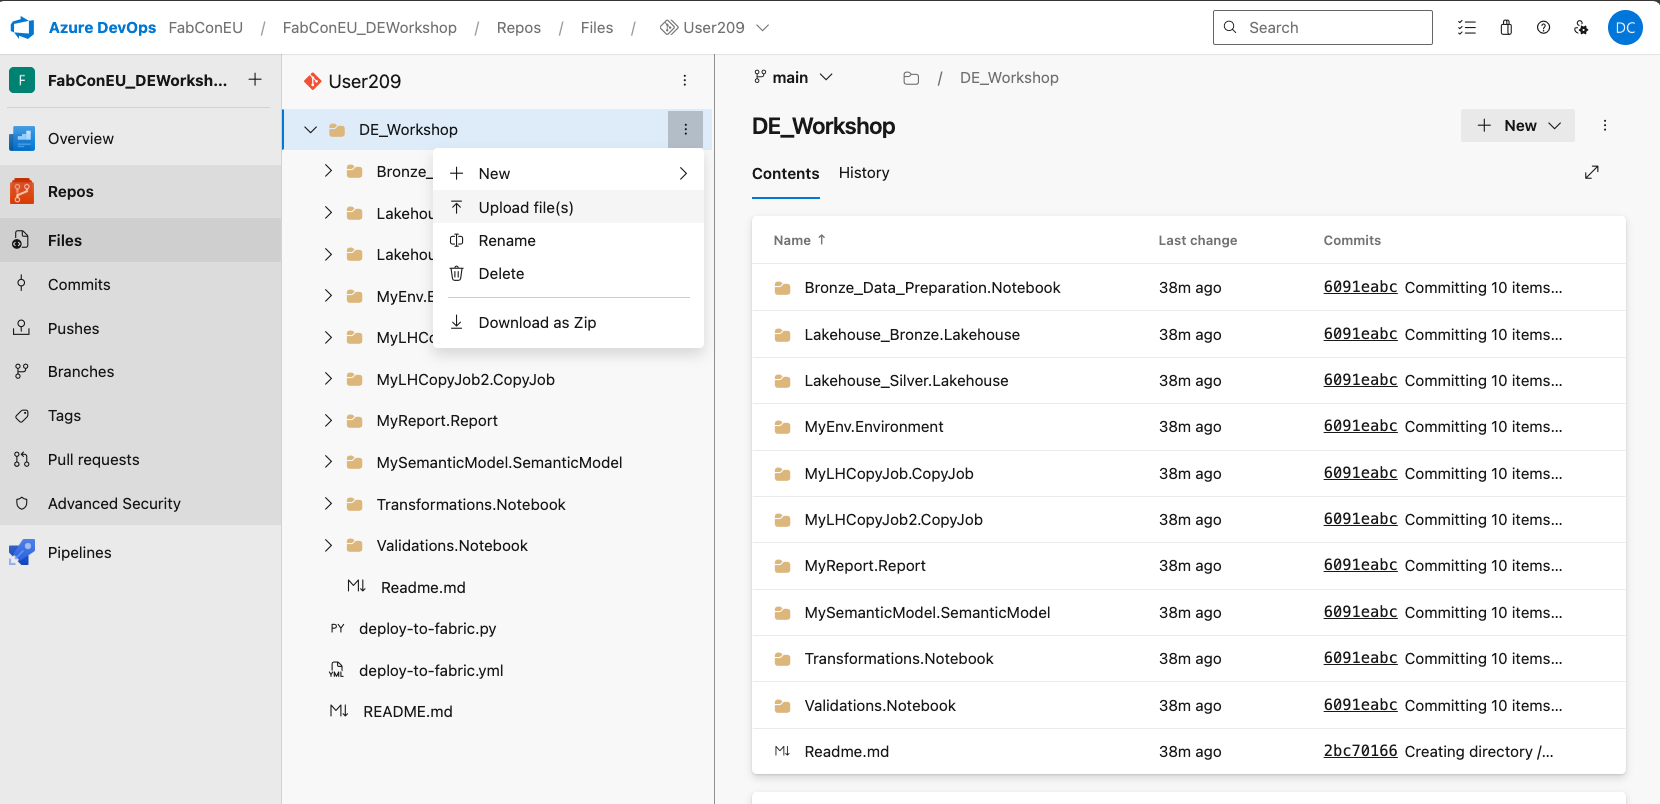 Azure DevOps FabConEU / FabConEU_DEWorkshop / Repos / Files / User209
Search
DC
F FabConEU_DEWorksh...
Overview
Repos
Files
Commits
Pushes
Branches
Tags
Pull requests
Advanced Security
Pipelines
User209
DE_Workshop
Bronze_
Lakehou
Lakehou
MyEnv.E
MyLHCo
MyLHCopyJob2.CopyJob
MyReport.Report
MySemanticModel.SemanticModel
Transformations.Notebook
Validations.Notebook
M↓ Readme.md
PY deploy-to-fabric.py
YML deploy-to-fabric.yml
M↓ README.md
New
Upload file(s)
Rename
Delete
Download as Zip
main / DE_Workshop
DE_Workshop
New
Contents History
Name ↑ Last change Commits
Bronze_Data_Preparation.Notebook 38m ago 6091eabc Committing 10 items...
Lakehouse_Bronze.Lakehouse 38m ago 6091eabc Committing 10 items...
Lakehouse_Silver.Lakehouse 38m ago 6091eabc Committing 10 items...
MyEnv.Environment 38m ago 6091eabc Committing 10 items...
MyLHCopyJob.CopyJob 38m ago 6091eabc Committing 10 items...
MyLHCopyJob2.CopyJob 38m ago 6091eabc Committing 10 items...
MyReport.Report 38m ago 6091eabc Committing 10 items...
MySemanticModel.SemanticModel 38m ago 6091eabc Committing 10 items...
Transformations.Notebook 38m ago 6091eabc Committing 10 items...
Validations.Notebook 38m ago 6091eabc Committing 10 items...
M↓ Readme.md 38m ago 2bc70166 Creating directory /...